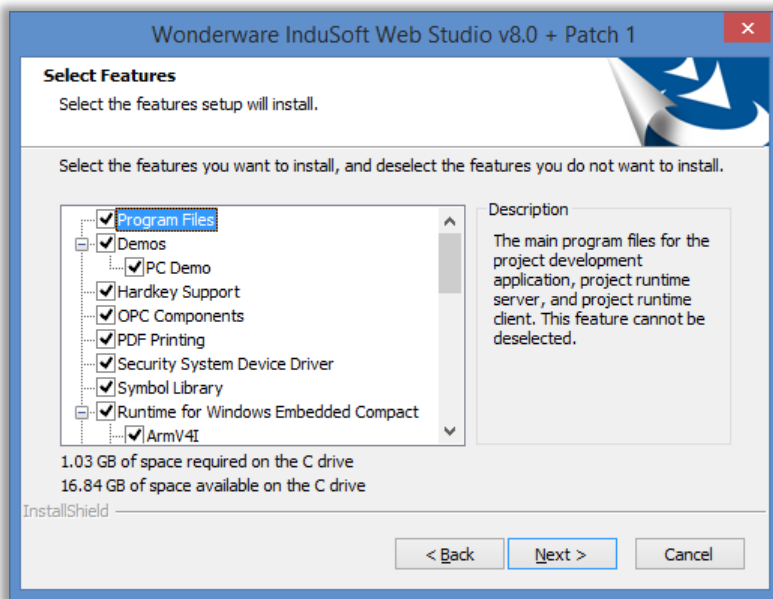 Wonderware InduSoft Web Studio v8.0 + Patch 1
Select Features
Select the features setup will install.
Select the features you want to install, and deselect the features you do not want to install.
Program Files
Demos
PC Demo
Hardkey Support
OPC Components
PDF Printing
Security System Device Driver
Symbol Library
Runtime for Windows Embedded Compact
ArmV4I
Description
The main program files for the
project development
application, project runtime
server, and project runtime
client. This feature cannot be
deselected.
1.03 GB of space required on the C drive
16.84 GB of space available on the C drive
InstallShield
< Back
Next >
Cancel